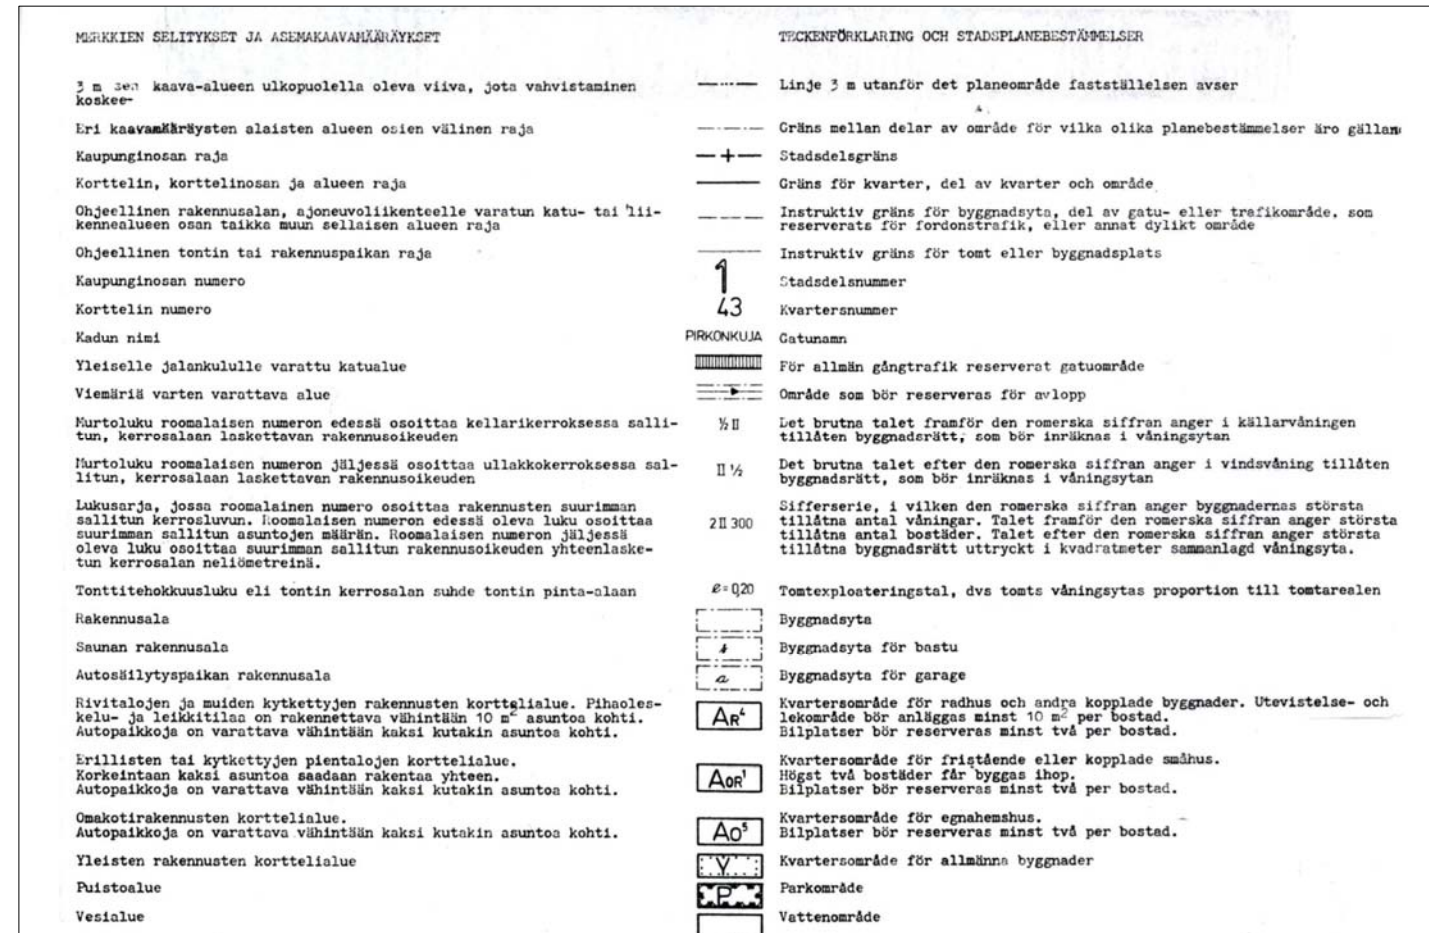 MERKKIEN SELITYKSET JA ASEMAKAAVAMÄÄRÄYKSET
TECKENFÖRKLARING OCH STADSPLANEBESTÄMMELSER
3 m sen kaava-alueen ulkopuolella oleva viiva, jota vahvistaminen
koskee-
Linje 3 m utanför det planeområde fastställelsen avser
Eri kaavamääräysten alaisten alueen osien välinen raja
Gräns mellan delar av område för vilka olika planebestämmelser äro gällan
Kaupunginosan raja
Stadsdelsgräns
Korttelin, korttelinosan ja alueen raja
Gräns för kvarter, del av kvarter och område
Ohjeellinen rakennusalan, ajoneuvoliikenteelle varatun katu- tai lii-
kennealueen osan taikka muun sellaisen alueen raja
Instruktiv gräns för byggnadsyta, del av gatu- eller trafikområde, som
reserverats för fordonstrafik, eller annat dylikt område
Ohjeellinen tontin tai rakennuspaikan raja
Instruktiv gräns för tomt eller byggnadsplats
Kaupunginosan numero
1
Stadsdelsnummer
Korttelin numero
43
Kvartersnummer
Kadun nimi
PIRKONKUJA
Gatunamn
Yleiselle jalankululle varattu katualue
För allmän gångtrafik reserverat gatuområde
Viemäriä varten varattava alue
Område som bör reserveras för avlopp
Murtoluku roomalaisen numeron edessä osoittaa kellarikerroksessa salli-
tun, kerrosalaan laskettavan rakennusoikeuden
½ II
Det brutna talet framför den romerska siffran anger i källarvåningen
tillåten byggnadsrätt, som bör inräknas i våningsytan
Murtoluku roomalaisen numeron jäljessä osoittaa ullakkokerroksessa sal-
litun, kerrosalaan laskettavan rakennusoikeuden
II ½
Det brutna talet efter den romerska siffran anger i vindsvåning tillåten
byggnadsrätt, som bör inräknas i våningsytan
Lukusarja, jossa roomalainen numero osoittaa rakennusten suurimman
sallitun kerrosluvun. Roomalaisen numeron edessä oleva luku osoittaa
suurimman sallitun asuntojen määrän. Roomalaisen numeron jäljessä
oleva luku osoittaa suurimman sallitun rakennusoikeuden yhteenlaske-
tun kerrosalan neliömetreinä.
2 II 300
Sifferserie, i vilken den romerska siffran anger byggnadernas största
tillåtna antal våningar. Talet framför den romerska siffran anger största
tillåtna antal bostäder. Talet efter den romerska siffran anger största
tillåtna byggnadsrätt uttryckt i kvadratmeter sammanlagd våningsyta.
Tonttitehokkuusluku eli tontin kerrosalan suhde tontin pinta-alaan
e=0,20
Tomtexploateringstal, dvs tomts våningsytas proportion till tomtarealen
Rakennusala
Byggnadsyta
Saunan rakennusala
s
Byggnadsyta för bastu
Autosäilytyspaikan rakennusala
a
Byggnadsyta för garage
Rivitalojen ja muiden kytkettyjen rakennusten korttelialue. Pihaoles-
kelu- ja leikkitilaa on rakennettava vähintään 10 m² asuntoa kohti.
Autopaikkoja on varattava vähintään kaksi kutakin asuntoa kohti.
AR⁴
Kvartersområde för radhus och andra kopplade byggnader. Utevistelse- och
lekområde bör anläggas minst 10 m² per bostad.
Bilplatser bör reserveras minst två per bostad.
Erillisten tai kytkettyjen pientalojen korttelialue.
Korkeintaan kaksi asuntoa saadaan rakentaa yhteen.
Autopaikkoja on varattava vähintään kaksi kutakin asuntoa kohti.
AOR¹
Kvartersområde för fristående eller kopplade småhus.
Högst två bostäder får byggas ihop.
Bilplatser bör reserveras minst två per bostad.
Omakotirakennusten korttelialue.
Autopaikkoja on varattava vähintään kaksi kutakin asuntoa kohti.
AO⁵
Kvartersområde för egnahemshus.
Bilplatser bör reserveras minst två per bostad.
Yleisten rakennusten korttelialue
Y
Kvartersområde för allmänna byggnader
Puistoalue
P
Parkområde
Vesialue
Vattenområde